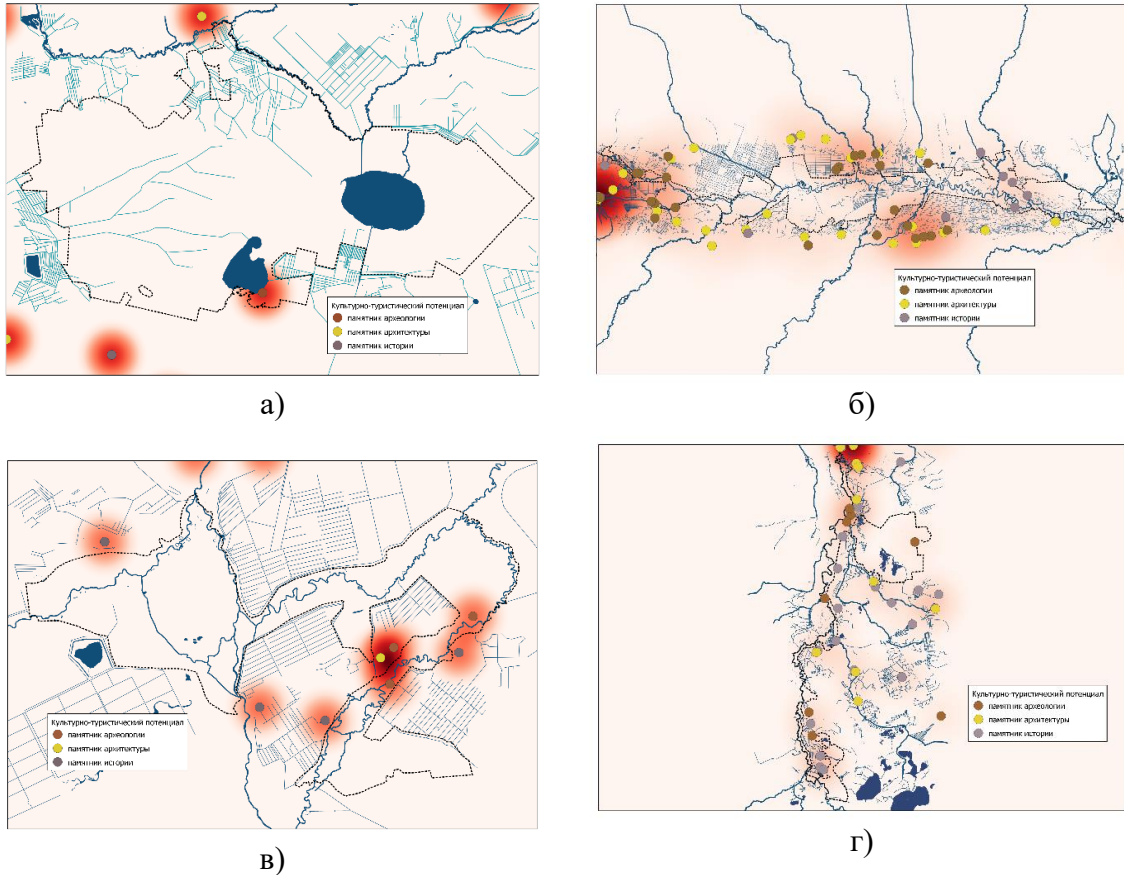 Культурно-туристический потенциал
памятник археологии
памятник архитектуры
памятник истории
а)
Культурно-туристический потенциал
памятник археологии
памятник архитектуры
памятник истории
б)
Культурно-туристический потенциал
памятник археологии
памятник архитектуры
памятник истории
в)
Культурно-туристический потенциал
памятник археологии
памятник архитектуры
памятник истории
г)